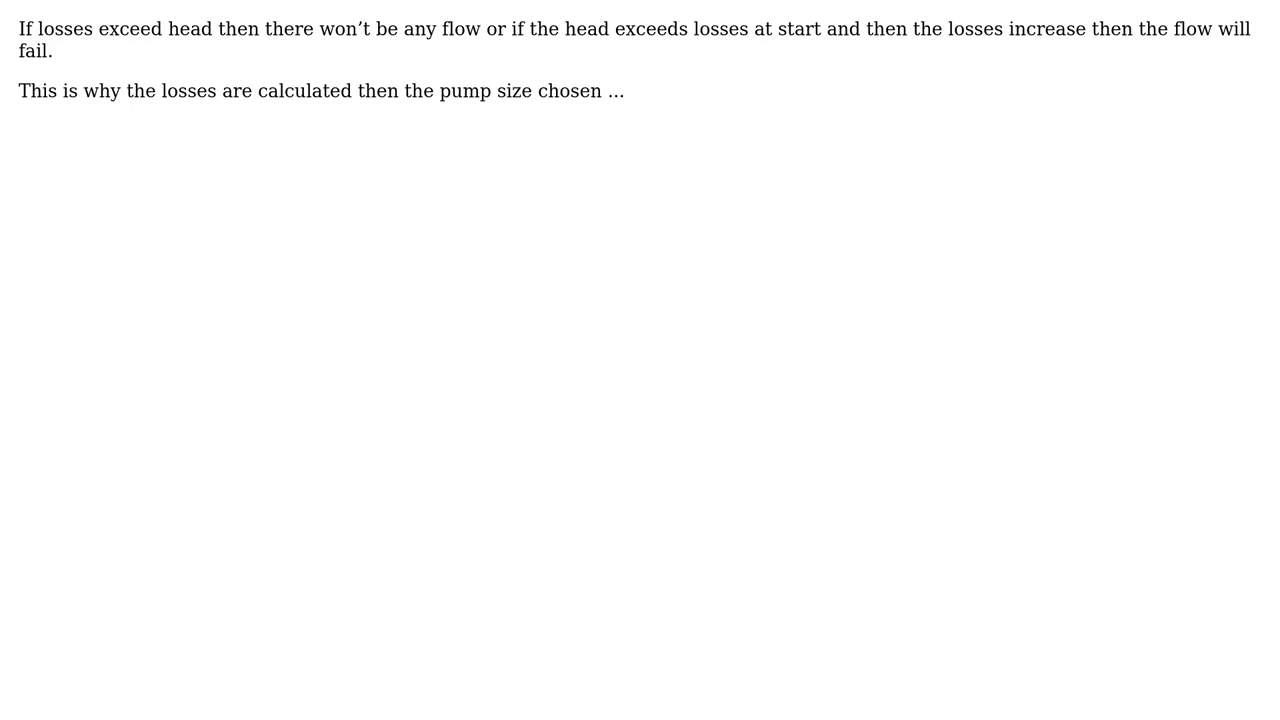 If losses exceed head then there won’t be any flow or if the head exceeds losses at start and then the losses increase then the flow will
fail.
This is why the losses are calculated then the pump size chosen ...